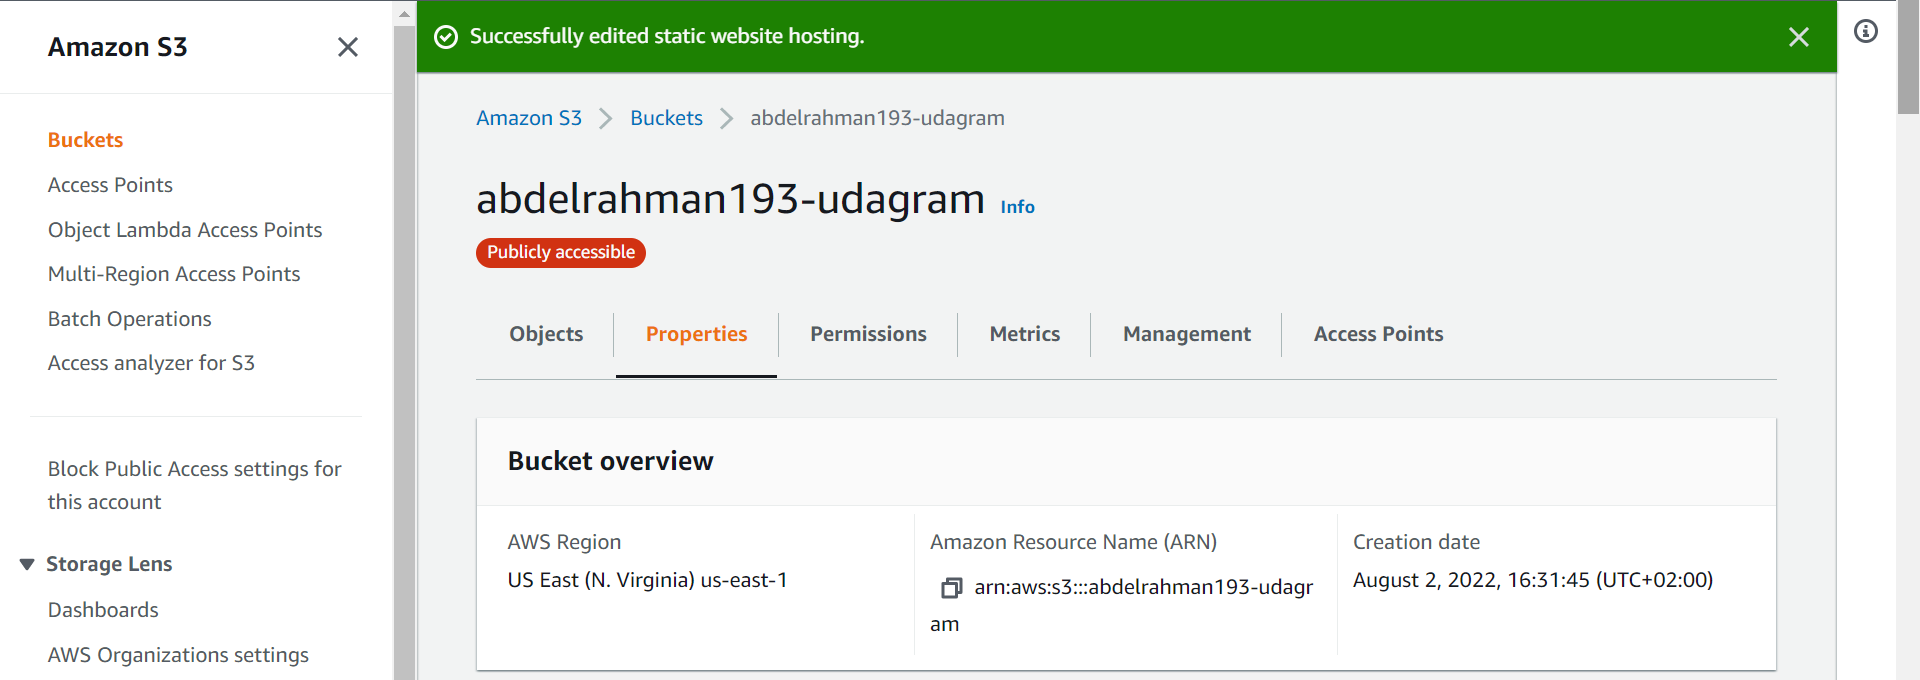 Amazon S3
Buckets
Access Points
Object Lambda Access Points
Multi-Region Access Points
Batch Operations
Access analyzer for S3
Block Public Access settings for
this account
Storage Lens
Dashboards
AWS Organizations settings
Successfully edited static website hosting.
Amazon S3 Buckets abdelrahman193-udagram
abdelrahman193-udagram Info
Publicly accessible
Objects Properties Permissions Metrics Management Access Points
Bucket overview
AWS Region
US East (N. Virginia) us-east-1
Amazon Resource Name (ARN)
arn:aws:s3:::abdelrahman193-udagr
am
Creation date
August 2, 2022, 16:31:45 (UTC+02:00)